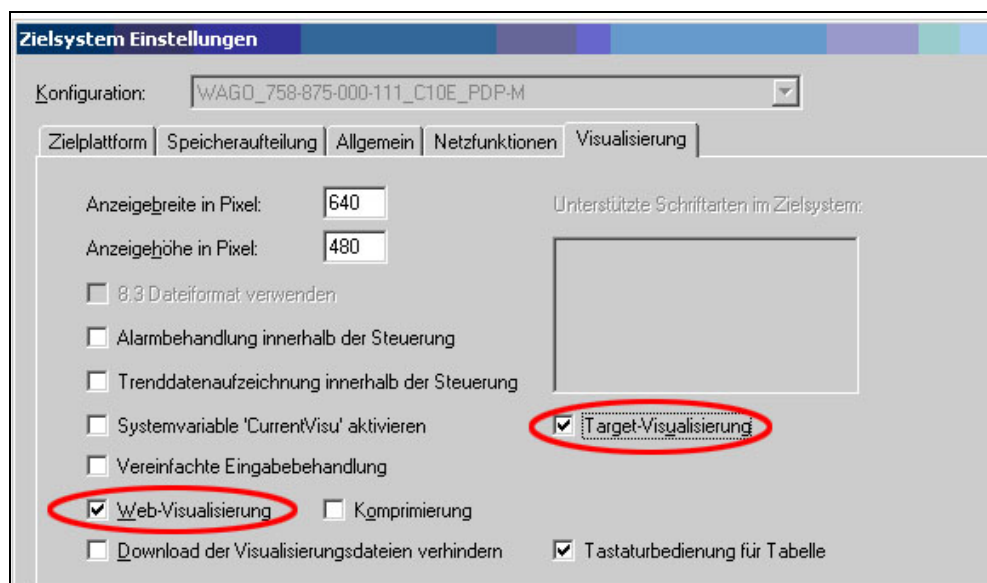 Zielsystem Einstellungen
Konfiguration: WAGO_758-875-000-111_C10E_PDP-M
Zielplattform Speicheraufteilung Allgemein Netzfunktionen Visualisierung
Anzeigebreite in Pixel: 640 Unterstützte Schriftarten im Zielsystem:
Anzeigehöhe in Pixel: 480
8.3 Dateiformat verwenden
Alarmbehandlung innerhalb der Steuerung
Trenddatenaufzeichnung innerhalb der Steuerung
Systemvariable 'CurrentVisu' aktivieren Target-Visualisierung
Vereinfachte Eingabebehandlung
Web-Visualisierung Komprimierung
Download der Visualisierungsdateien verhindern Tastaturbedienung für Tabelle